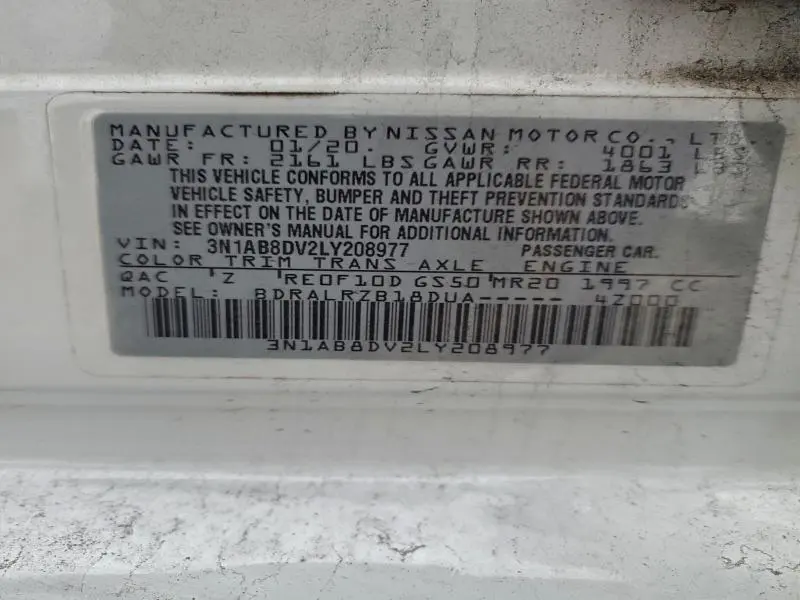 MANUFACTURED BY NISSAN MOTOR CO., LTD.
DATE: 01/20. GVWR: 4001 LBS
GAWR FR: 2161 LBS GAWR RR: 1863 LBS
THIS VEHICLE CONFORMS TO ALL APPLICABLE FEDERAL MOTOR
VEHICLE SAFETY, BUMPER AND THEFT PREVENTION STANDARDS
IN EFFECT ON THE DATE OF MANUFACTURE SHOWN ABOVE.
SEE OWNER'S MANUAL FOR ADDITIONAL INFORMATION.
VIN: 3N1AB8DV2LY208977 PASSENGER CAR.
COLOR TRIM TRANS AXLE ENGINE
QAC 'Z 'RE0F10D GS50'MR20 1997 CC
MODEL: BDRALRZB18DUA----- 4Z000
3N1AB8DV2LY208977